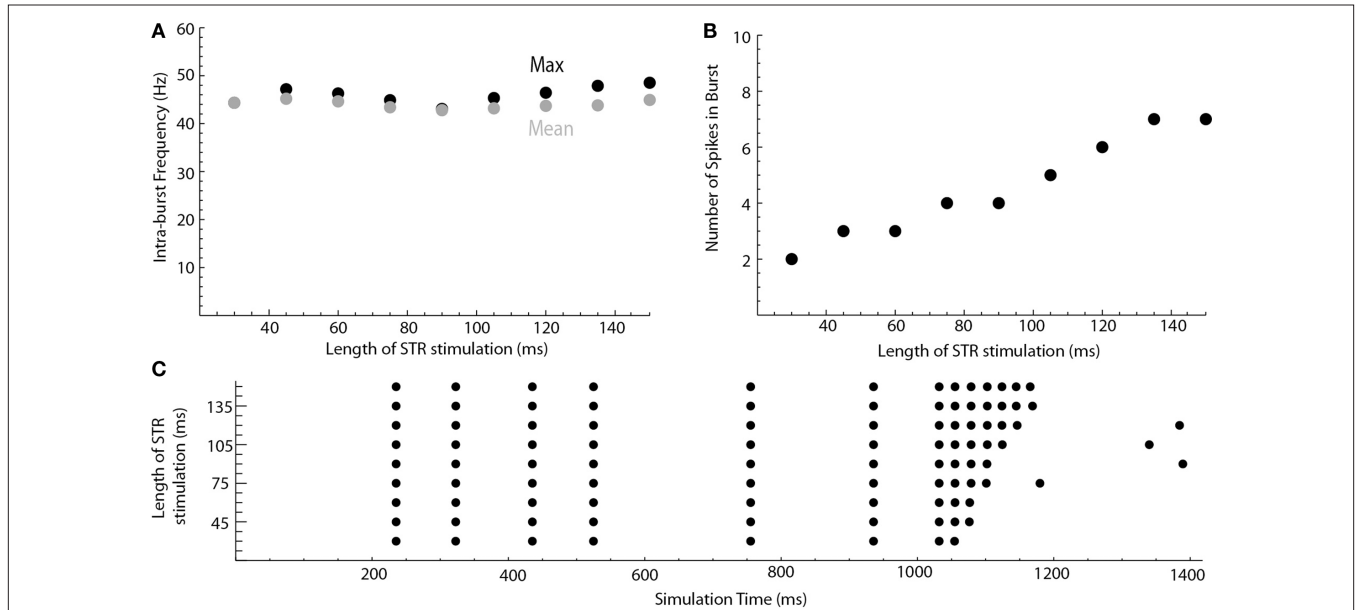 A
60
50
40
30
20
10
Intra-burst Frequency (Hz)
Max
Mean
40 60 80 100 120 140
Length of STR stimulation (ms)
B
10
8
6
4
2
Number of Spikes in Burst
40 60 80 100 120 140
Length of STR stimulation (ms)
C
135
105
75
45
Length of STR
stimulation (ms)
200 400 600 800 1000 1200 1400
Simulation Time (ms)